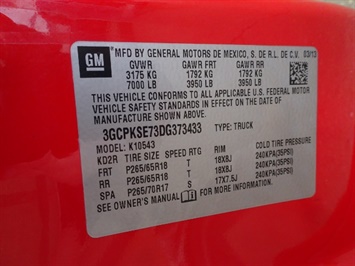 GM
MFD BY GENERAL MOTORS DE MEXICO, S. DE R.L. DE C.V. 03/13
GVWR GAWR FRT GAWR RR
3175 KG 1792 KG 1792 KG
7000 LB 3950 LB 3950 LB
THIS VEHICLE CONFORMS TO ALL APPLICABLE U.S. FEDERAL MOTOR
VEHICLE SAFETY AND THEFT PREVENTION STANDARDS IN EFFECT ON THE DATE OF
MANUFACTURE SHOWN ABOVE.
3GCPKSE73DG373433 TYPE: TRUCK
MODEL: K10543
KD2R TIRE SIZE SPEED RTG RIM COLD TIRE PRESSURE
FRT P265/65R18 T 18X8J 240KPA(35PSI)
RR P265/65R18 T 18X8J 240KPA(35PSI)
SPA P265/70R17 T 17X7.5J 240KPA(35PSI)
SEE OWNER'S MANUAL FOR MORE INFORMATION.